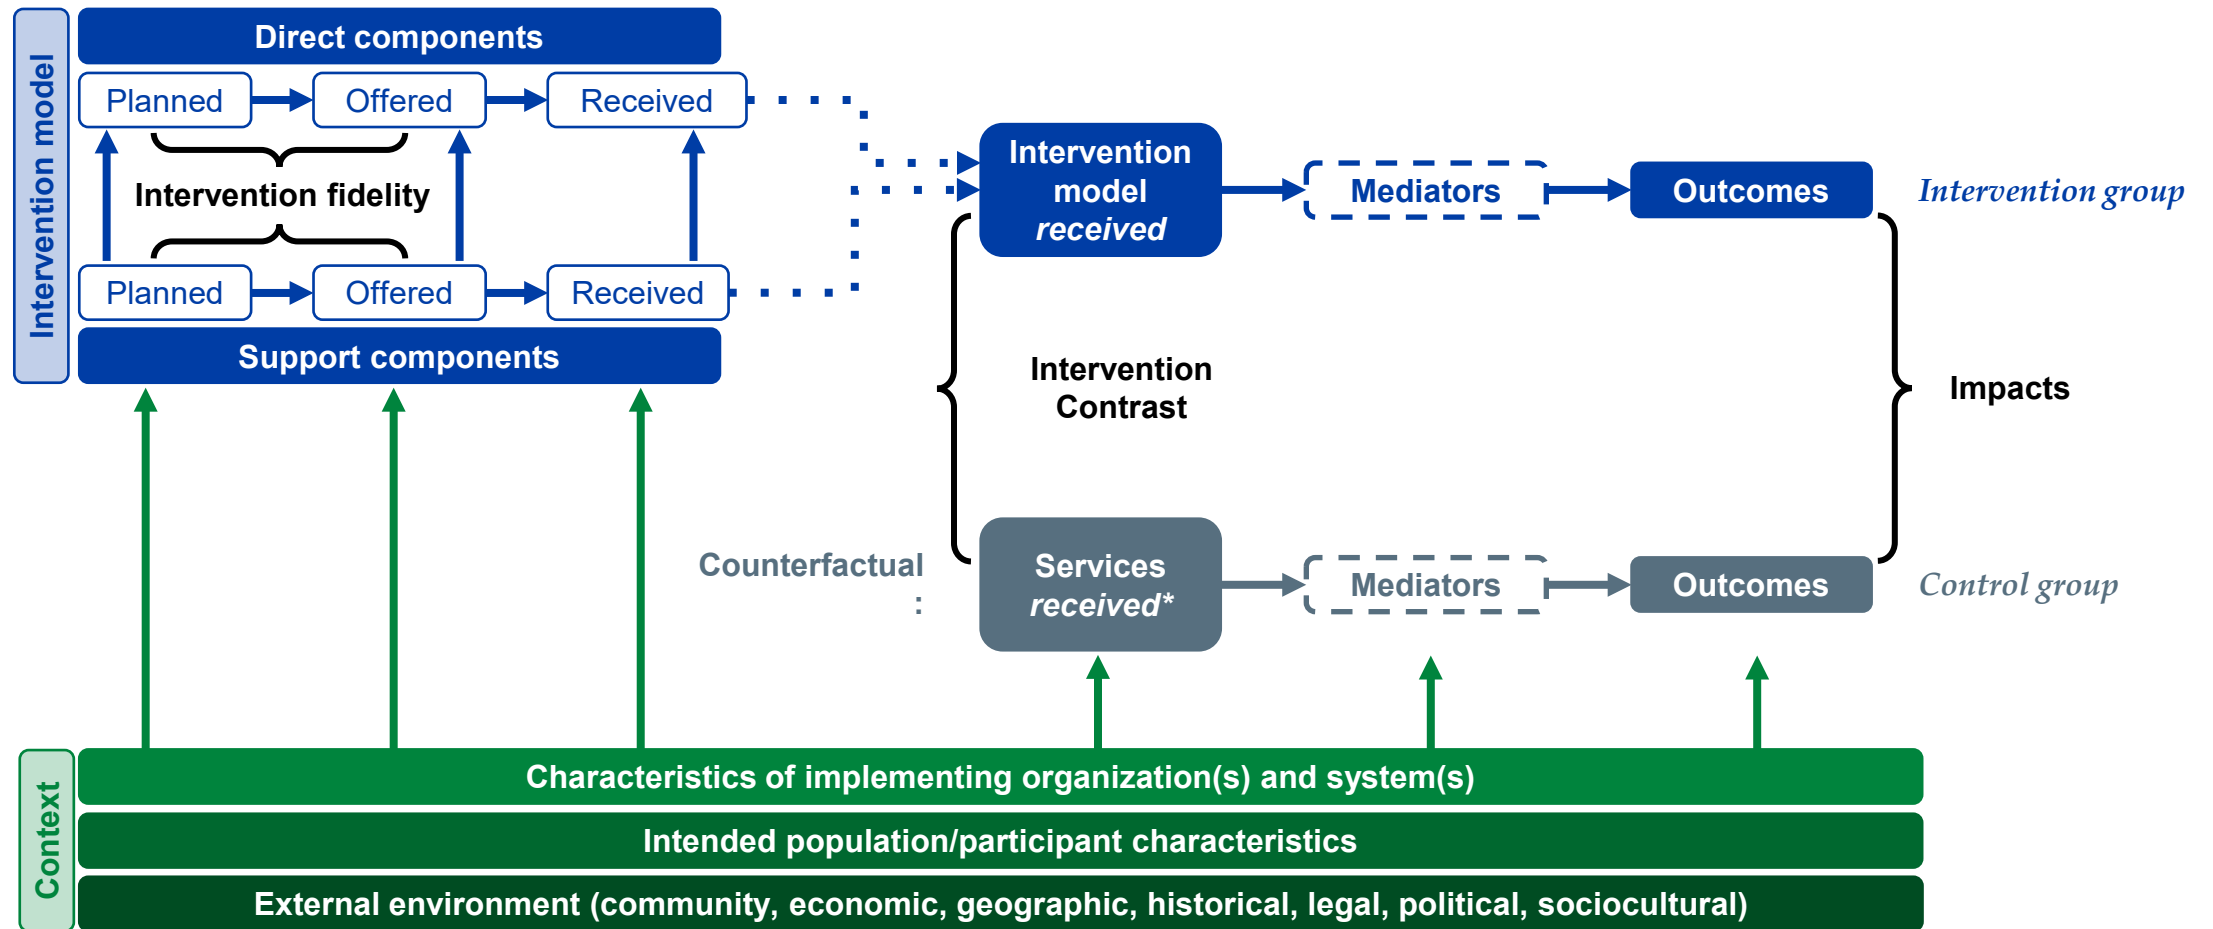 Intervention model
Direct components
Planned
Offered
Received
Intervention fidelity
Planned
Offered
Received
Support components
Intervention
model
received
Mediators
Outcomes
Intervention group
Intervention
Contrast
Impacts
Counterfactual
:
Services
received*
Mediators
Outcomes
Control group
Context
Characteristics of implementing organization(s) and system(s)
Intended population/participant characteristics
External environment (community, economic, geographic, historical, legal, political, sociocultural)